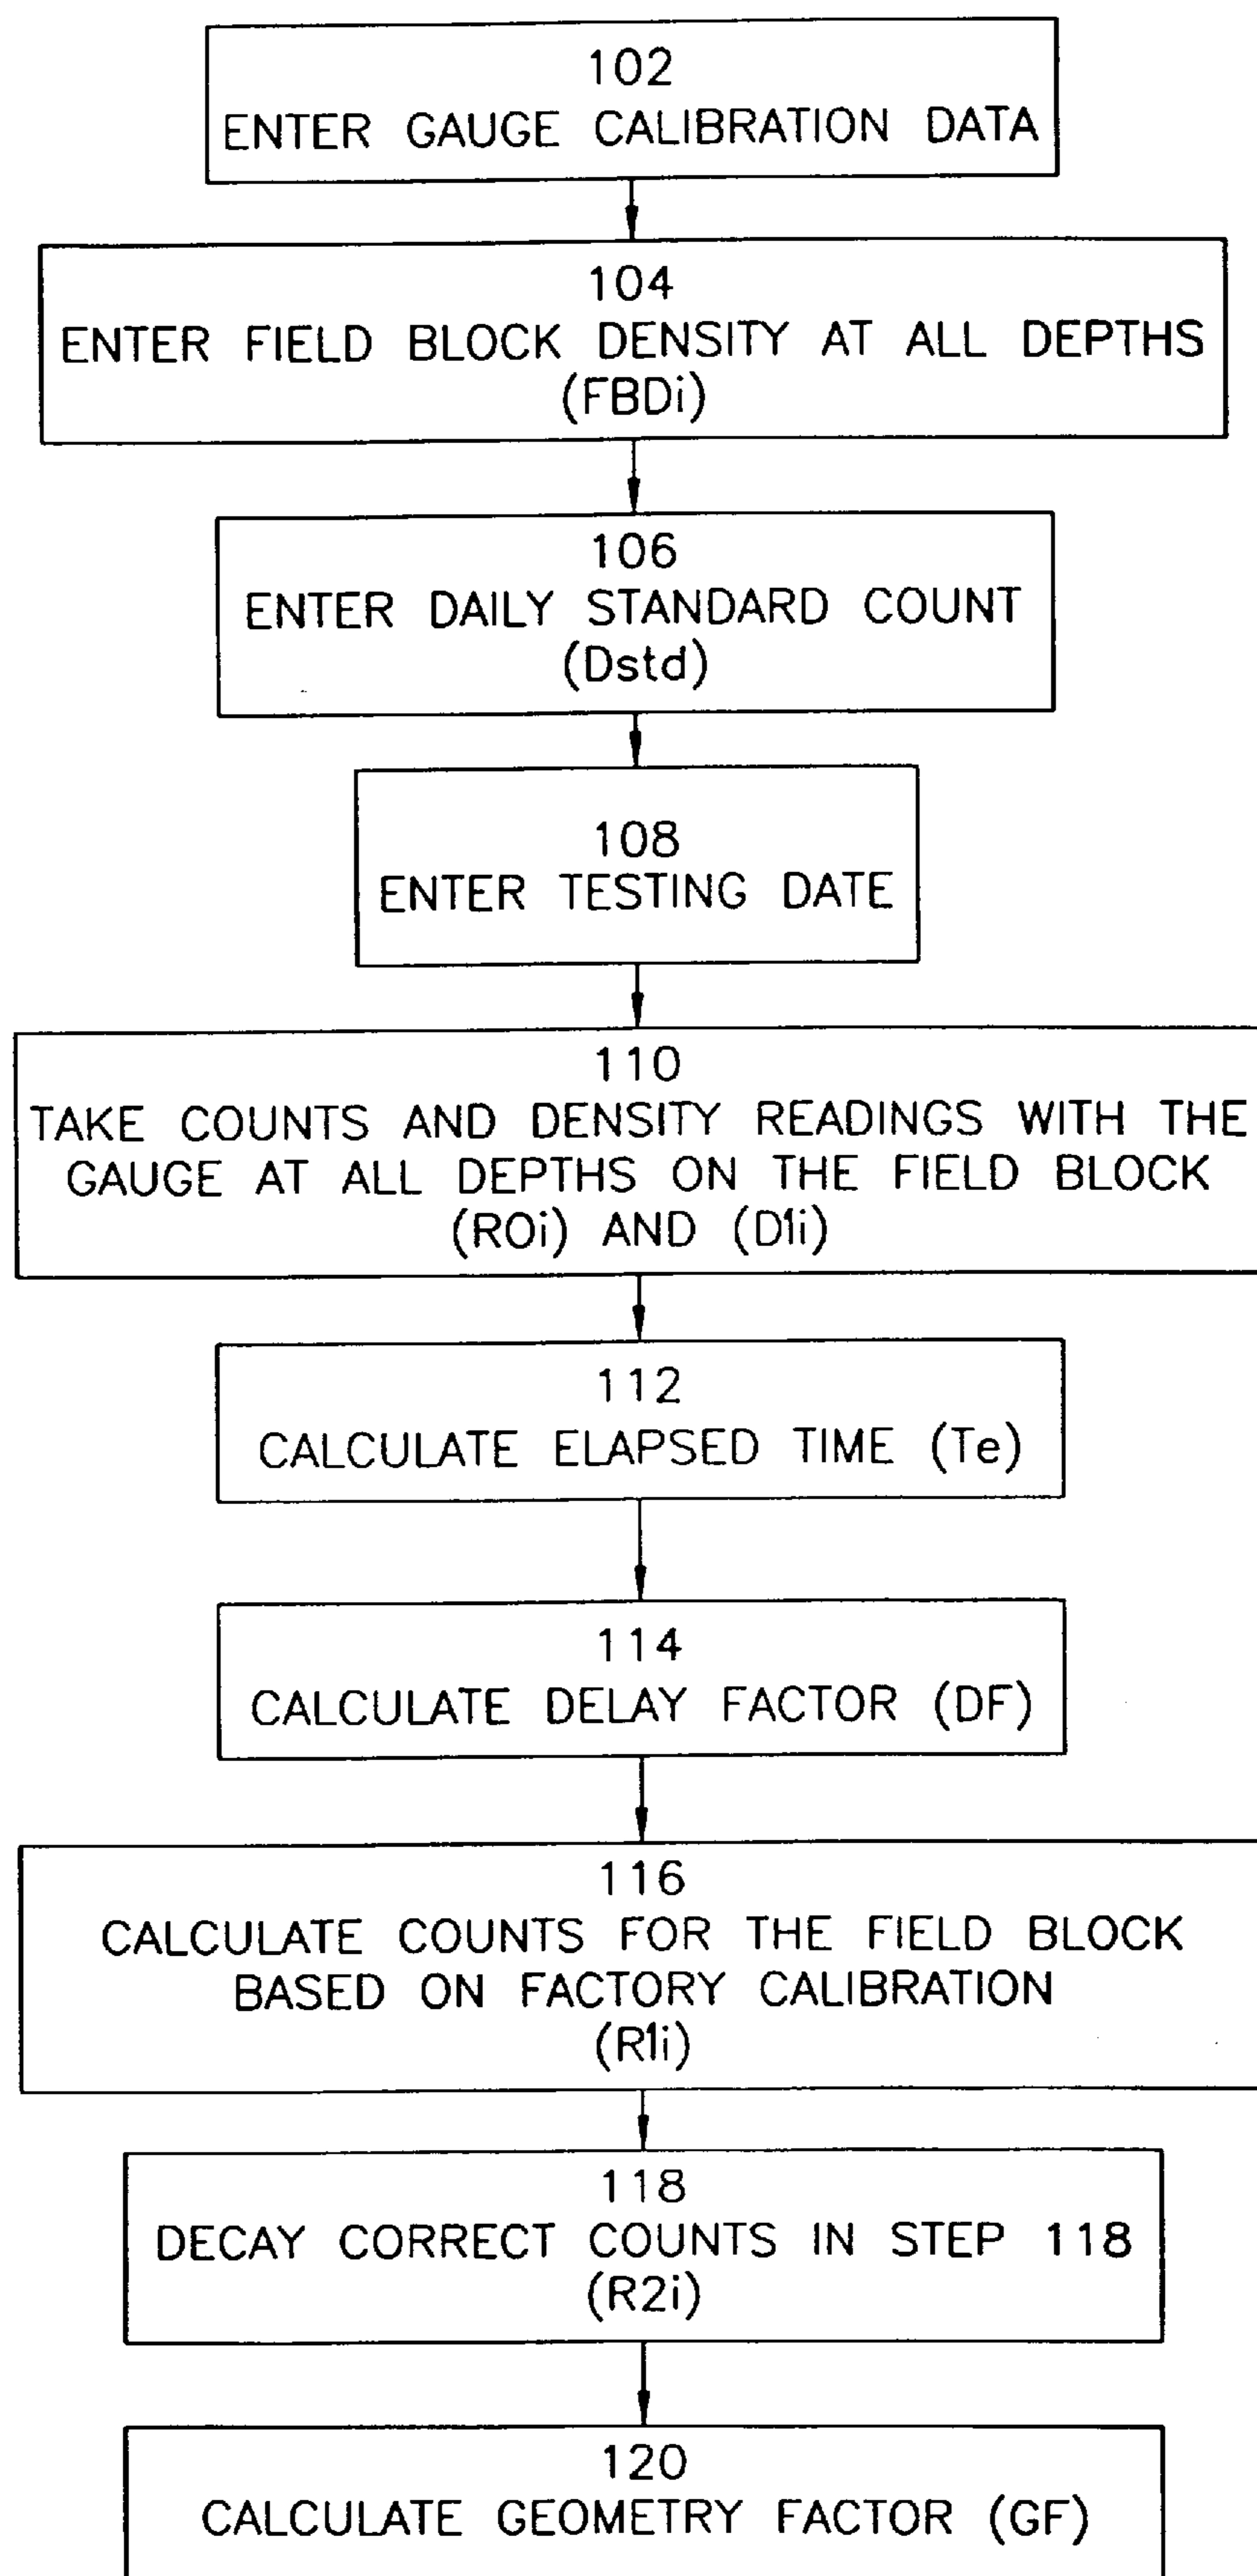 102
ENTER GAUGE CALIBRATION DATA
104
ENTER FIELD BLOCK DENSITY AT ALL DEPTHS
(FBDi)
106
ENTER DAILY STANDARD COUNT
(Dstd)
108
ENTER TESTING DATE
110
TAKE COUNTS AND DENSITY READINGS WITH THE
GAUGE AT ALL DEPTHS ON THE FIELD BLOCK
(R0i) AND (D1i)
112
CALCULATE ELAPSED TIME (Te)
114
CALCULATE DELAY FACTOR (DF)
116
CALCULATE COUNTS FOR THE FIELD BLOCK
BASED ON FACTORY CALIBRATION
(R1i)
118
DECAY CORRECT COUNTS IN STEP 118
(R2i)
120
CALCULATE GEOMETRY FACTOR (GF)